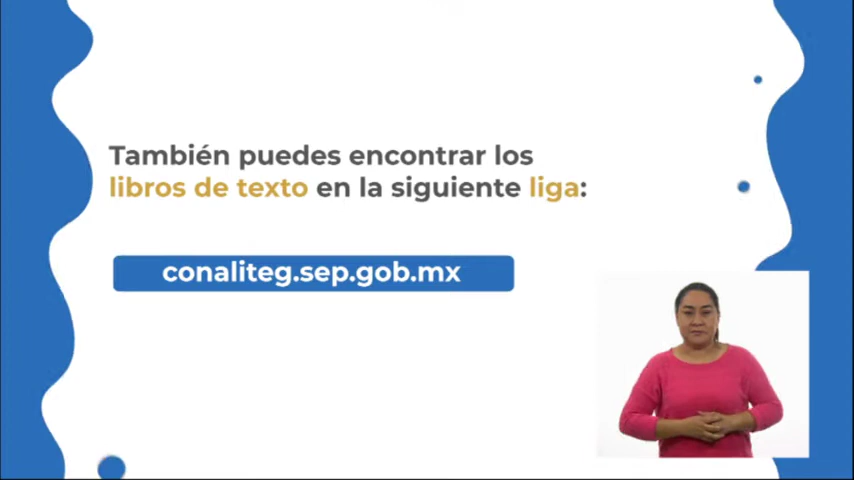 También puedes encontrar los
libros de texto en la siguiente liga:
conaliteg.sep.gob.mx